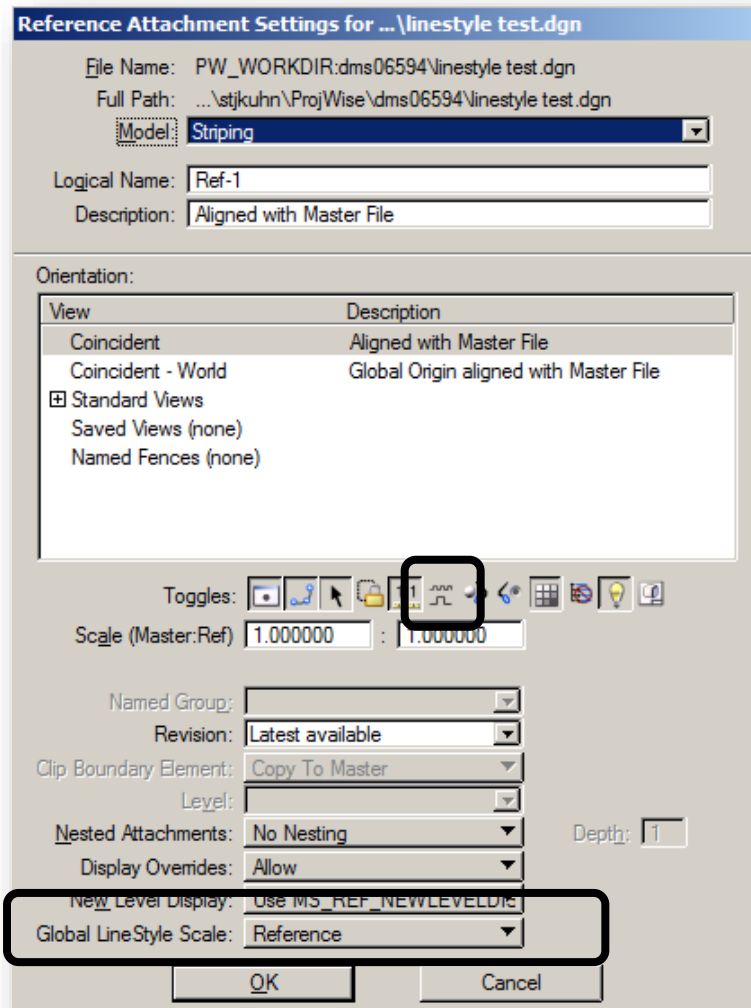 Reference Attachment Settings for ...\linestyle test.dgn
File Name: PW_WORKDIR:dms06594\linestyle test.dgn
Full Path: ...\stjkuhn\ProjWise\dms06594\linestyle test.dgn
Model: Striping
Logical Name: Ref-1
Description: Aligned with Master File
Orientation:
View Description
Coincident Aligned with Master File
Coincident - World Global Origin aligned with Master File
Standard Views
Saved Views (none)
Named Fences (none)
Toggles:
Scale (Master:Ref) 1.000000 : 1.000000
Named Group:
Revision: Latest available
Clip Boundary Element: Copy To Master
Level:
Nested Attachments: No Nesting Depth: 1
Display Overrides: Allow
New Level Display: Use MS_REF_NEWLEVELDIS
Global LineStyle Scale: Reference
OK Cancel